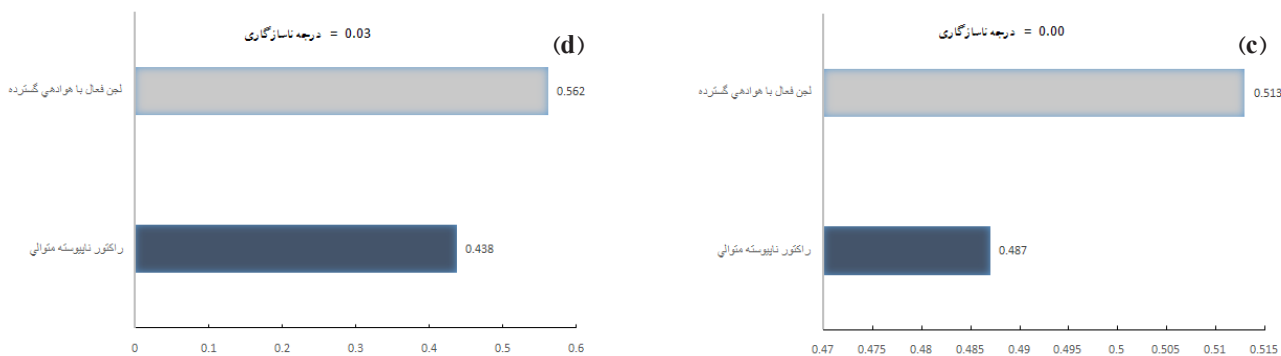 درجه ناسازگاری = 0.03
(d)
لجن فعال با هوادهي گسترده
0.562
راكتور ناپيوسته متوالي
0.438
0 0.1 0.2 0.3 0.4 0.5 0.6
درجه ناسازگاری = 0.00
(c)
لجن فعال با هوادهي گسترده
0.513
راكتور ناپيوسته متوالي
0.487
0.47 0.475 0.48 0.485 0.49 0.495 0.5 0.505 0.51 0.515